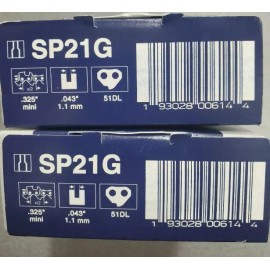 SP21G
.325" .043" 51DL
mini 1.1 mm
1 93028 00614 4
SP21G
.325" .043" 51DL
mini 1.1 mm
1 93028 00614 4